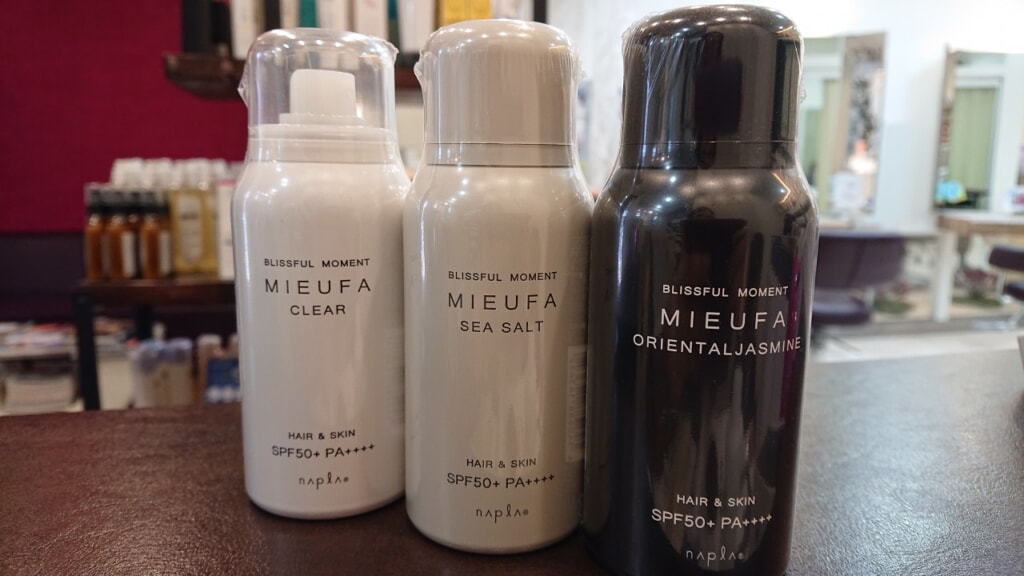 BLISSFUL MOMENT
MIEUFA
CLEAR
HAIR & SKIN
SPF50+ PA++++
napla®
BLISSFUL MOMENT
MIEUFA
SEA SALT
HAIR & SKIN
SPF50+ PA++++
napla®
BLISSFUL MOMENT
MIEUFA
ORIENTALJASMINE
HAIR & SKIN
SPF50+ PA++++
napla®